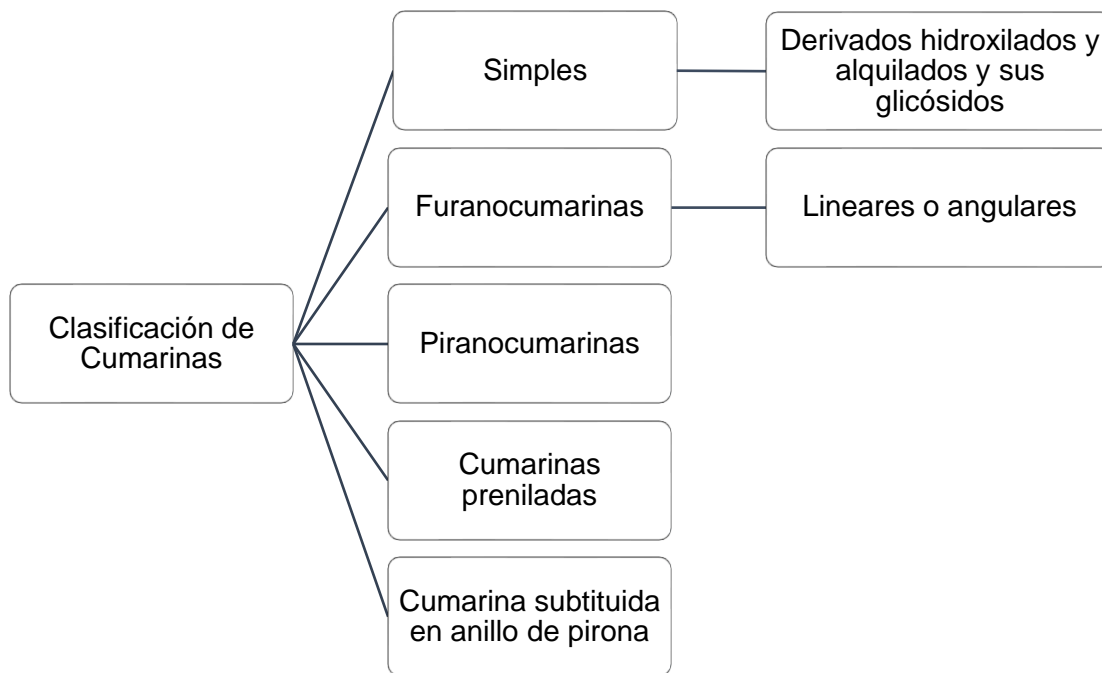 Clasificación de
Cumarinas
Simples
Derivados hidroxilados y
alquilados y sus
glicósidos
Furanocumarinas
Lineares o angulares
Piranocumarinas
Cumarinas
preniladas
Cumarina subtituida
en anillo de pirona